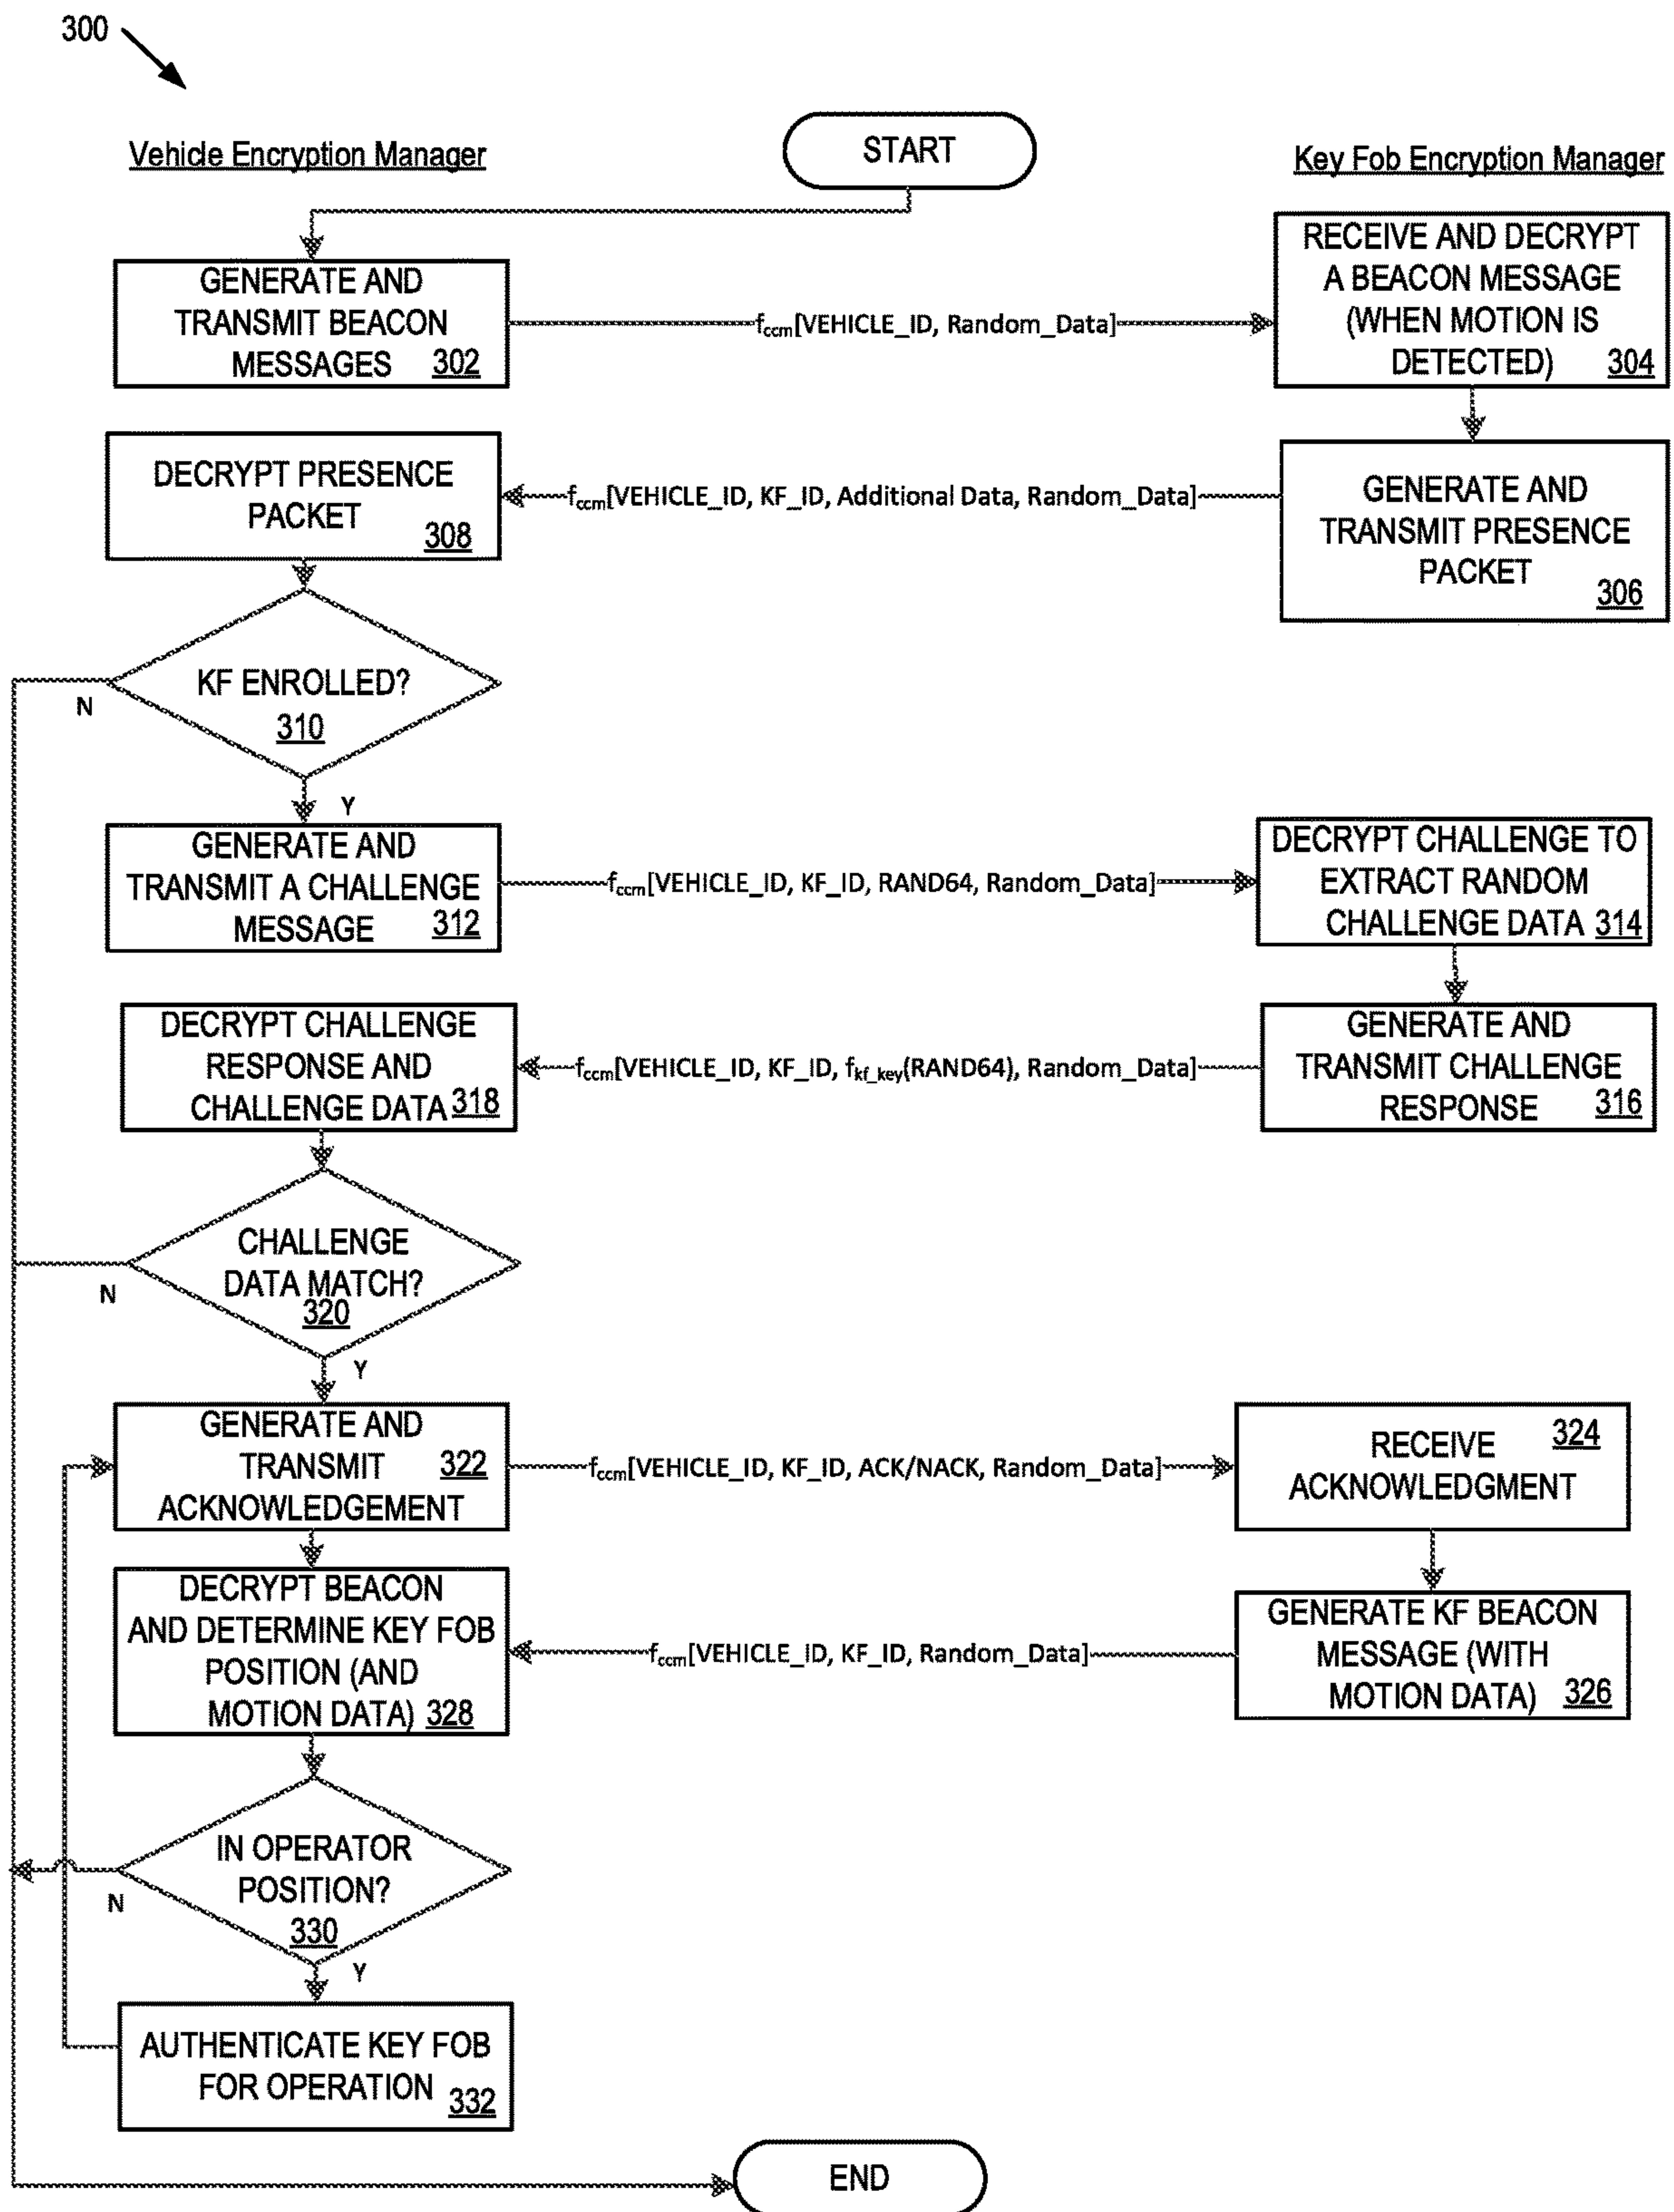 300
START
Vehicle Encryption Manager
Key Fob Encryption Manager
GENERATE AND
TRANSMIT BEACON
MESSAGES 302
fccm[VEHICLE_ID, Random_Data]
RECEIVE AND DECRYPT
A BEACON MESSAGE
(WHEN MOTION IS
DETECTED) 304
DECRYPT PRESENCE
PACKET
308
fccm[VEHICLE_ID, KF_ID, Additional Data, Random_Data]
GENERATE AND
TRANSMIT PRESENCE
PACKET
306
KF ENROLLED?
310
N
Y
GENERATE AND
TRANSMIT A CHALLENGE
MESSAGE 312
fccm[VEHICLE_ID, KF_ID, RAND64, Random_Data]
DECRYPT CHALLENGE TO
EXTRACT RANDOM
CHALLENGE DATA 314
DECRYPT CHALLENGE
RESPONSE AND
CHALLENGE DATA 318
fccm[VEHICLE_ID, KF_ID, fkf_key(RAND64), Random_Data]
GENERATE AND
TRANSMIT CHALLENGE
RESPONSE 316
CHALLENGE
DATA MATCH?
320
N
Y
GENERATE AND
TRANSMIT 322
ACKNOWLEDGEMENT
fccm[VEHICLE_ID, KF_ID, ACK/NACK, Random_Data]
324
RECEIVE
ACKNOWLEDGMENT
DECRYPT BEACON
AND DETERMINE KEY FOB
POSITION (AND
MOTION DATA) 328
fccm[VEHICLE_ID, KF_ID, Random_Data]
GENERATE KF BEACON
MESSAGE (WITH
MOTION DATA) 326
IN OPERATOR
POSITION?
330
N
Y
AUTHENTICATE KEY FOB
FOR OPERATION 332
END